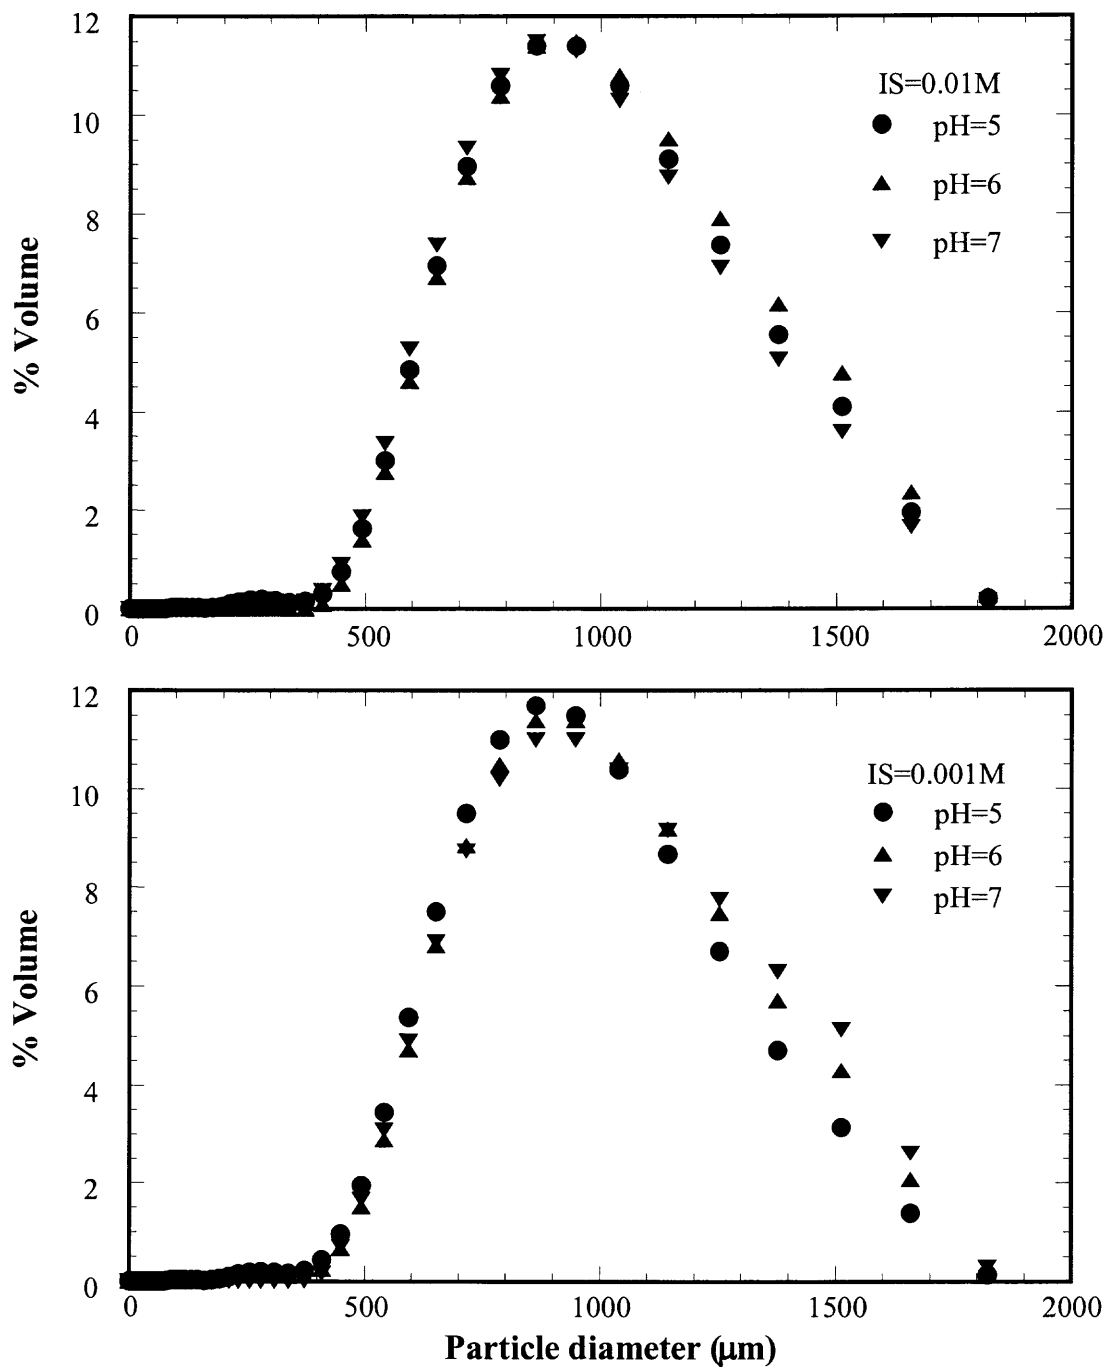 12
10
8
6
4
2
0
% Volume
IS=0.01M
pH=5
pH=6
pH=7
0 500 1000 1500 2000
12
10
8
6
4
2
0
% Volume
IS=0.001M
pH=5
pH=6
pH=7
0 500 1000 1500 2000
Particle diameter (μm)